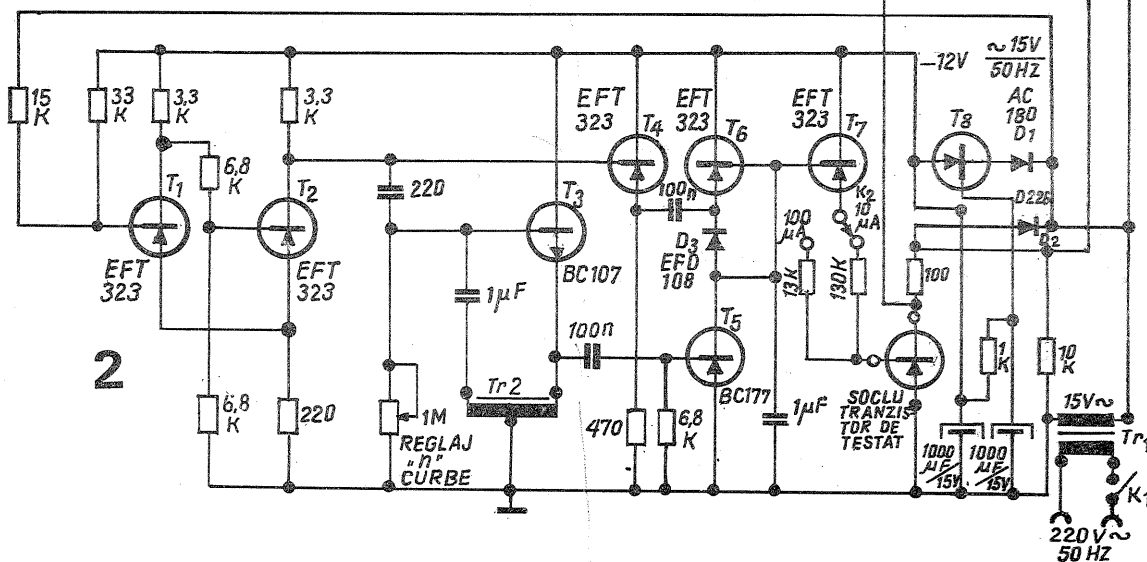 15
K
33
K
3,3
K
6,8
K
T1
EFT
323
3,3
K
T2
EFT
323
6,8
K
220
220
1µF
1M
REGLAJ
„n"
CURBE
Tr2
T3
BC107
100n
EFT
323
T4
100n
EFT
323
T6
D3
EFD
108
T5
BC177
470
6,8
K
1µF
EFT
323
T7
K2
100
µA
10
µA
13K
130K
SOCLU
TRANZIS
TOR DE
TESTAT
−12V
~15V
50HZ
AC
180
T8
D1
D226
D2
100
1
K
10
K
1000
µF
/15V
1000
µF
/15V
15V~
Tr1
K1
220V~
50 HZ
2